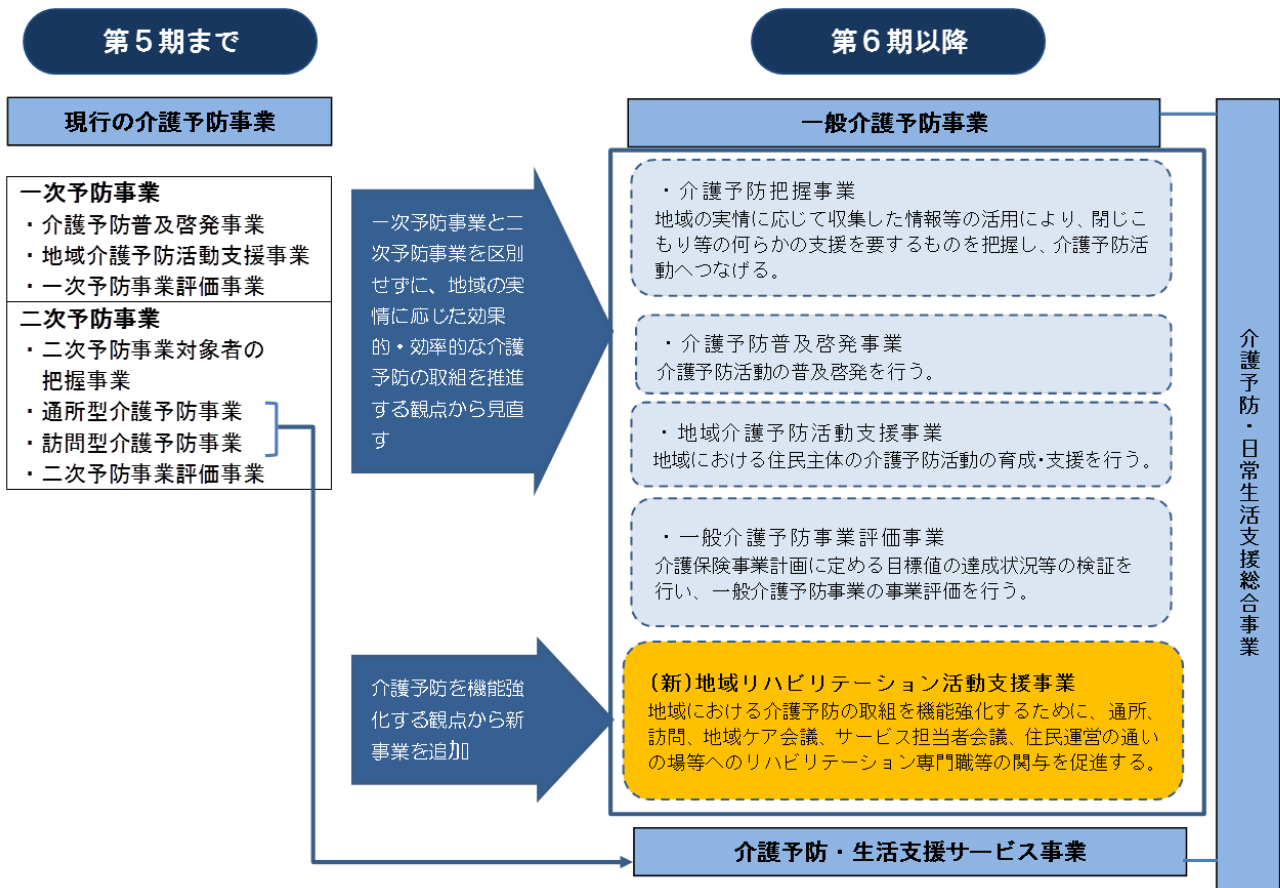 第5期まで
現行の介護予防事業
一次予防事業
・介護予防普及啓発事業
・地域介護予防活動支援事業
・一次予防事業評価事業
二次予防事業
・二次予防事業対象者の
把握事業
・通所型介護予防事業
・訪問型介護予防事業
・二次予防事業評価事業
一次予防事業と二
次予防事業を区別
せずに、地域の実
情に応じた効果
的・効率的な介護
予防の取組を推進
する観点から見直
す
介護予防を機能強
化する観点から新
事業を追加
第6期以降
一般介護予防事業
・介護予防把握事業
地域の実情に応じて収集した情報等の活用により、閉じこ
もり等の何らかの支援を要するものを把握し、介護予防活
動へつなげる。
・介護予防普及啓発事業
介護予防活動の普及啓発を行う。
・地域介護予防活動支援事業
地域における住民主体の介護予防活動の育成・支援を行う。
・一般介護予防事業評価事業
介護保険事業計画に定める目標値の達成状況等の検証を
行い、一般介護予防事業の事業評価を行う。
(新)地域リハビリテーション活動支援事業
地域における介護予防の取組を機能強化するために、通所、
訪問、地域ケア会議、サービス担当者会議、住民運営の通い
の場等へのリハビリテーション専門職等の関与を促進する。
介護予防・生活支援サービス事業
介護予防・日常生活支援総合事業